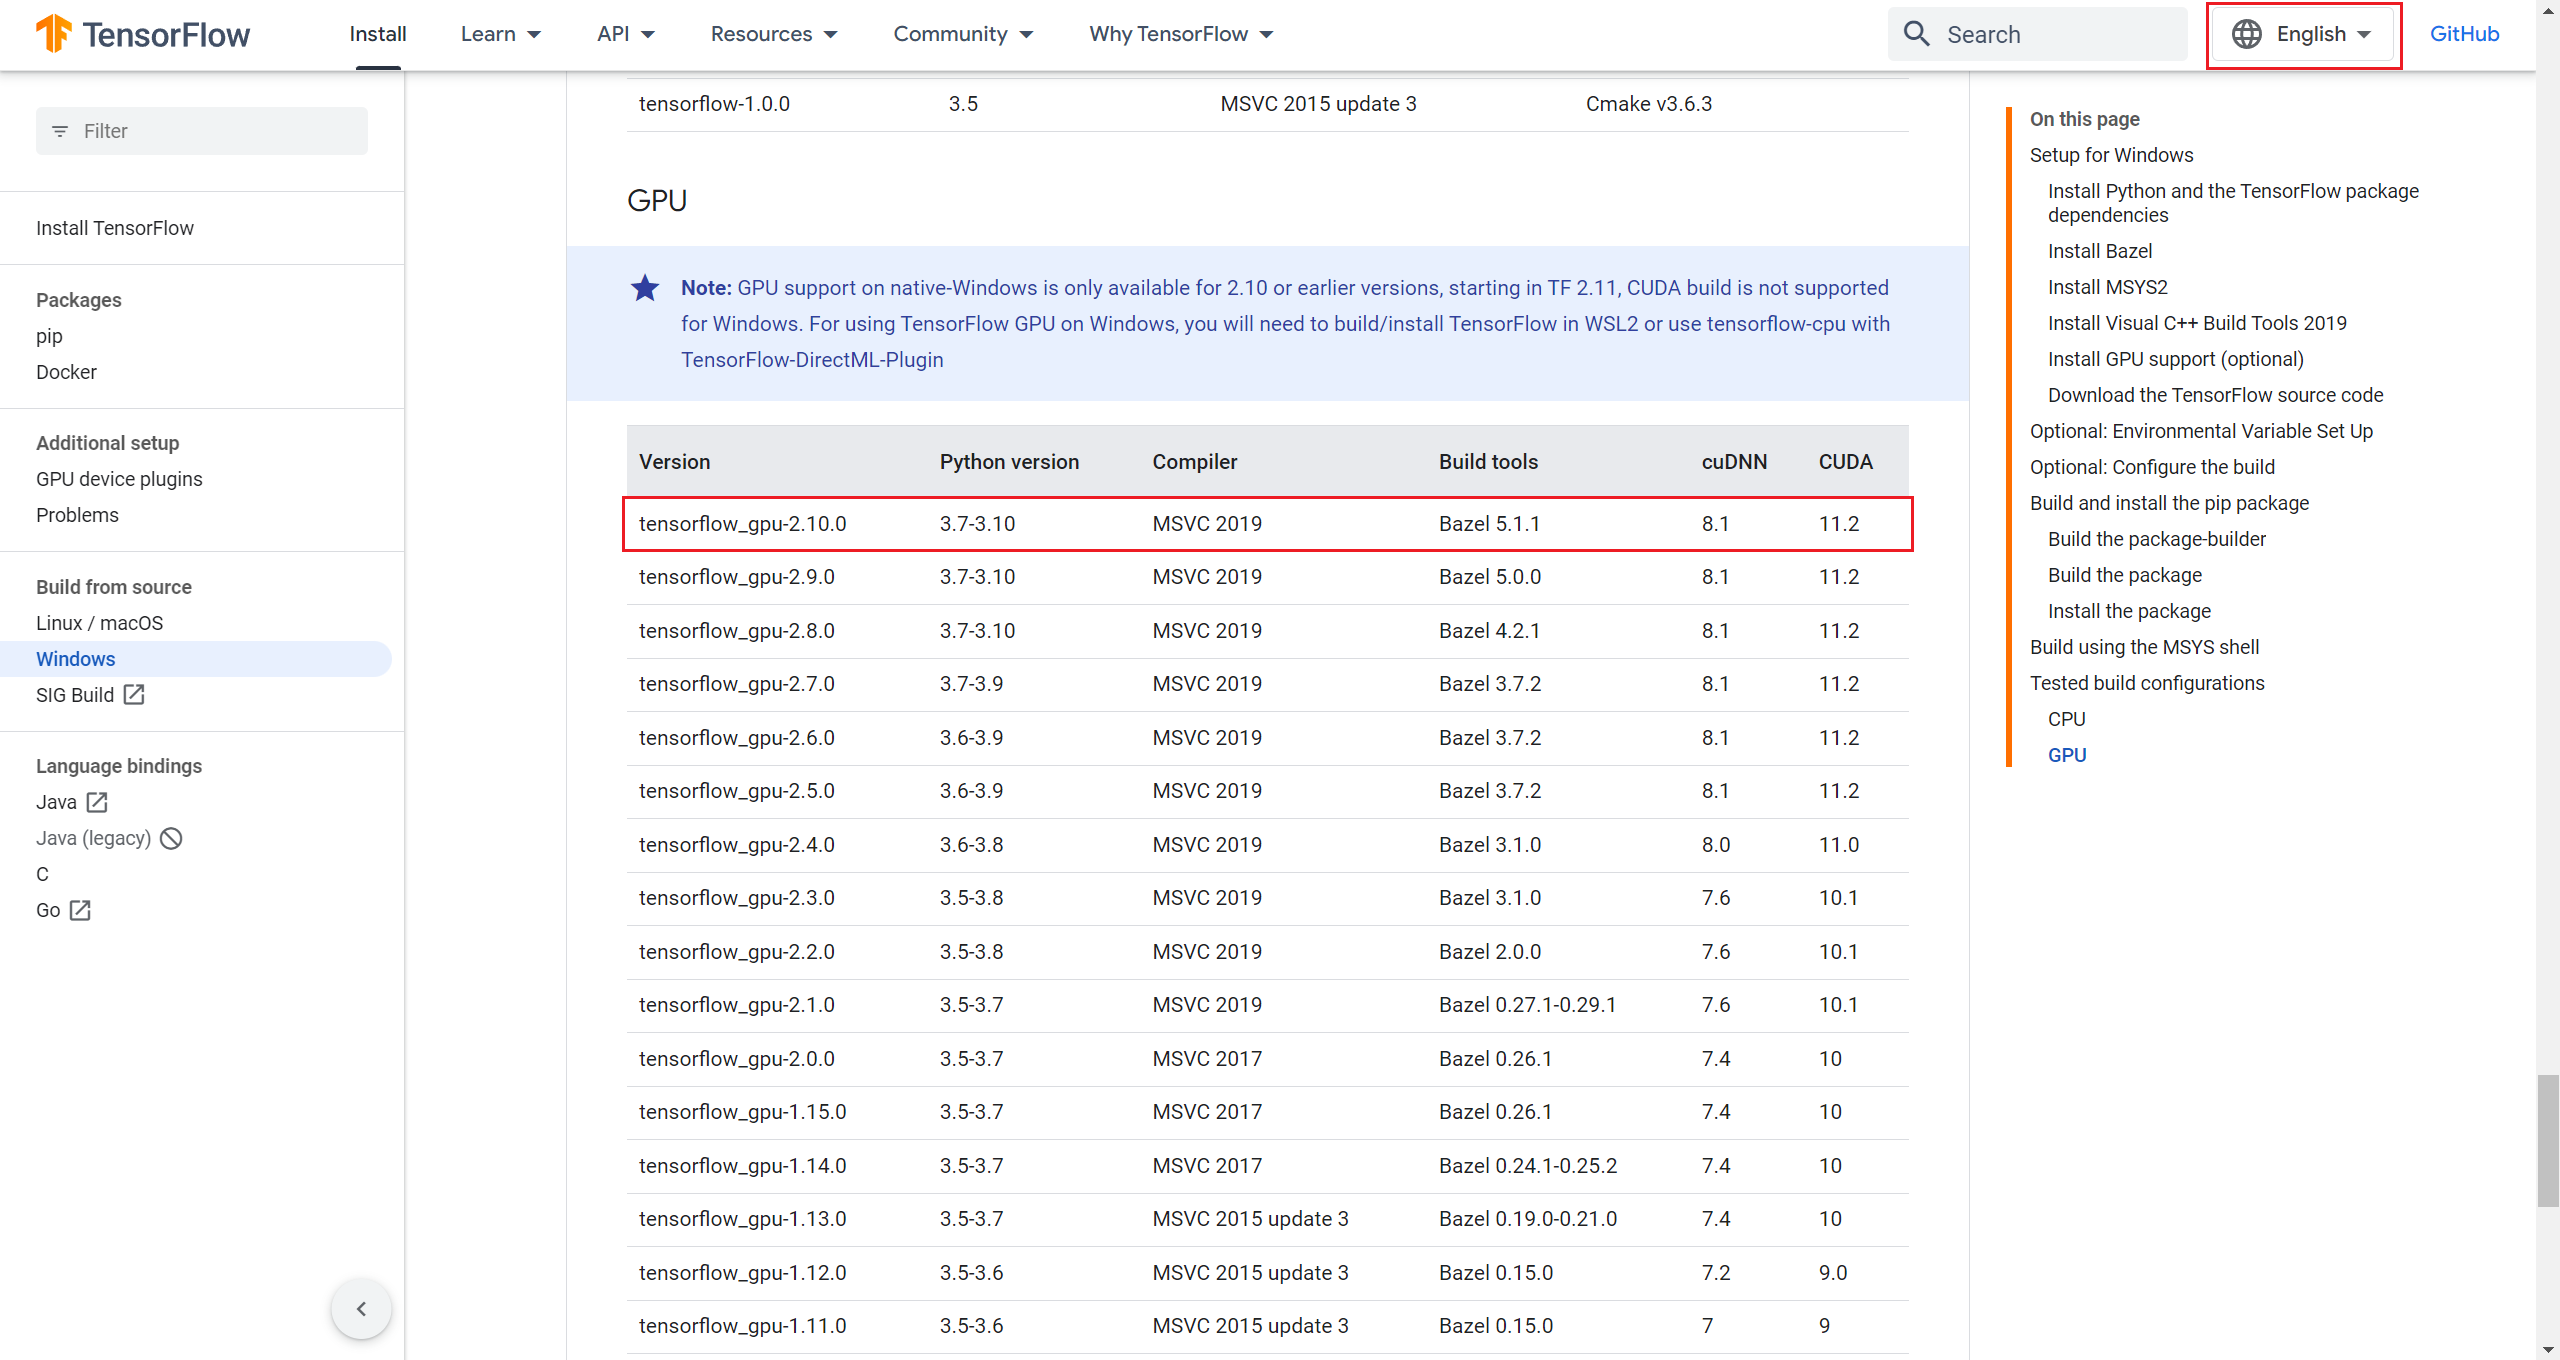 TensorFlow
Install
Learn
API
Resources
Community
Why TensorFlow
Search
English
GitHub
Filter
Install TensorFlow
Packages
pip
Docker
Additional setup
GPU device plugins
Problems
Build from source
Linux / macOS
Windows
SIG Build
Language bindings
Java
Java (legacy)
C
Go
tensorflow-1.0.0 3.5 MSVC 2015 update 3 Cmake v3.6.3
GPU
Note: GPU support on native-Windows is only available for 2.10 or earlier versions, starting in TF 2.11, CUDA build is not supported
for Windows. For using TensorFlow GPU on Windows, you will need to build/install TensorFlow in WSL2 or use tensorflow-cpu with
TensorFlow-DirectML-Plugin
Version Python version Compiler Build tools cuDNN CUDA
tensorflow_gpu-2.10.0 3.7-3.10 MSVC 2019 Bazel 5.1.1 8.1 11.2
tensorflow_gpu-2.9.0 3.7-3.10 MSVC 2019 Bazel 5.0.0 8.1 11.2
tensorflow_gpu-2.8.0 3.7-3.10 MSVC 2019 Bazel 4.2.1 8.1 11.2
tensorflow_gpu-2.7.0 3.7-3.9 MSVC 2019 Bazel 3.7.2 8.1 11.2
tensorflow_gpu-2.6.0 3.6-3.9 MSVC 2019 Bazel 3.7.2 8.1 11.2
tensorflow_gpu-2.5.0 3.6-3.9 MSVC 2019 Bazel 3.7.2 8.1 11.2
tensorflow_gpu-2.4.0 3.6-3.8 MSVC 2019 Bazel 3.1.0 8.0 11.0
tensorflow_gpu-2.3.0 3.5-3.8 MSVC 2019 Bazel 3.1.0 7.6 10.1
tensorflow_gpu-2.2.0 3.5-3.8 MSVC 2019 Bazel 2.0.0 7.6 10.1
tensorflow_gpu-2.1.0 3.5-3.7 MSVC 2019 Bazel 0.27.1-0.29.1 7.6 10.1
tensorflow_gpu-2.0.0 3.5-3.7 MSVC 2017 Bazel 0.26.1 7.4 10
tensorflow_gpu-1.15.0 3.5-3.7 MSVC 2017 Bazel 0.26.1 7.4 10
tensorflow_gpu-1.14.0 3.5-3.7 MSVC 2017 Bazel 0.24.1-0.25.2 7.4 10
tensorflow_gpu-1.13.0 3.5-3.7 MSVC 2015 update 3 Bazel 0.19.0-0.21.0 7.4 10
tensorflow_gpu-1.12.0 3.5-3.6 MSVC 2015 update 3 Bazel 0.15.0 7.2 9.0
tensorflow_gpu-1.11.0 3.5-3.6 MSVC 2015 update 3 Bazel 0.15.0 7 9
On this page
Setup for Windows
Install Python and the TensorFlow package
dependencies
Install Bazel
Install MSYS2
Install Visual C++ Build Tools 2019
Install GPU support (optional)
Download the TensorFlow source code
Optional: Environmental Variable Set Up
Optional: Configure the build
Build and install the pip package
Build the package-builder
Build the package
Install the package
Build using the MSYS shell
Tested build configurations
CPU
GPU